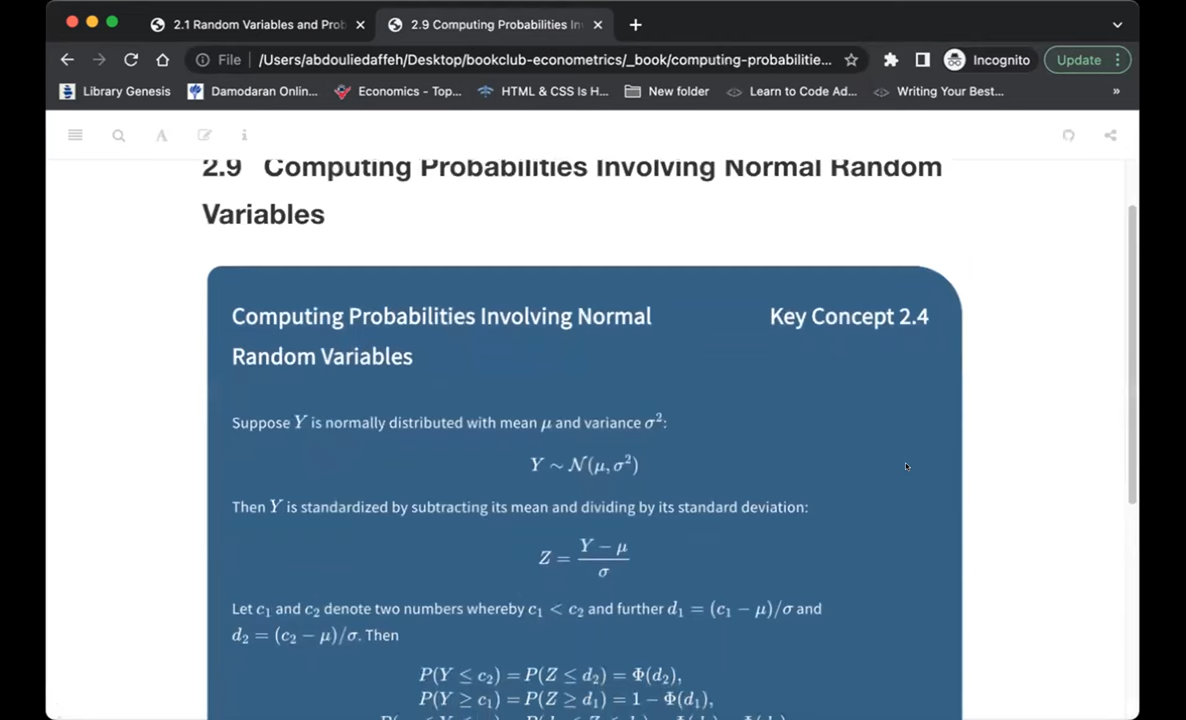 2.1 Random Variables and Prob
2.9 Computing Probabilities In
File /Users/abdouliedaffeh/Desktop/bookclub-econometrics/_book/computing-probabilitie...
Incognito
Update
Library Genesis
Damodaran Onlin...
Economics - Top...
HTML & CSS Is H...
New folder
Learn to Code Ad...
Writing Your Best...
»
2.9 Computing Probabilities Involving Normal Random
Variables
Computing Probabilities Involving Normal
Random Variables
Key Concept 2.4
Suppose Y is normally distributed with mean μ and variance σ²:
Y ∼ N(μ, σ²)
Then Y is standardized by subtracting its mean and dividing by its standard deviation:
Z = (Y − μ)/σ
Let c₁ and c₂ denote two numbers whereby c₁ < c₂ and further d₁ = (c₁ − μ)/σ and
d₂ = (c₂ − μ)/σ. Then
P(Y ≤ c₂) = P(Z ≤ d₂) = Φ(d₂),
P(Y ≥ c₁) = P(Z ≥ d₁) = 1 − Φ(d₁),